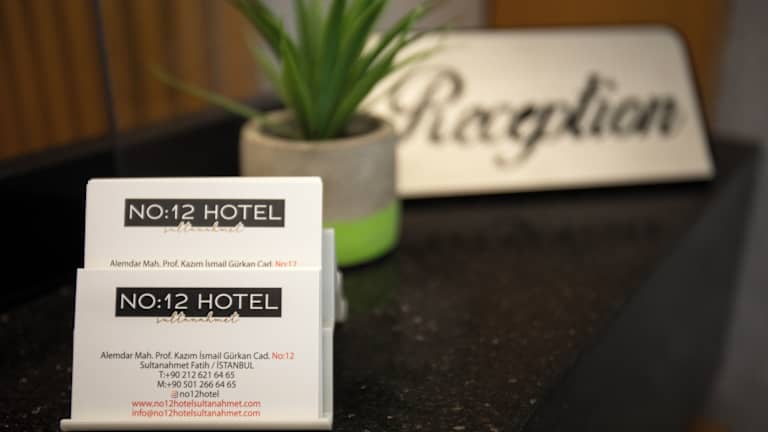 Reception
NO:12 HOTEL
sultanahmet
Alemdar Mah. Prof. Kazım İsmail Gürkan Cad. No:12
NO:12 HOTEL
sultanahmet
Alemdar Mah. Prof. Kazım İsmail Gürkan Cad. No:12
Sultanahmet Fatih / İSTANBUL
T:+90 212 621 64 65
M:+90 501 266 64 65
no12hotel
www.no12hotelsultanahmet.com
info@no12hotelsultanahmet.com